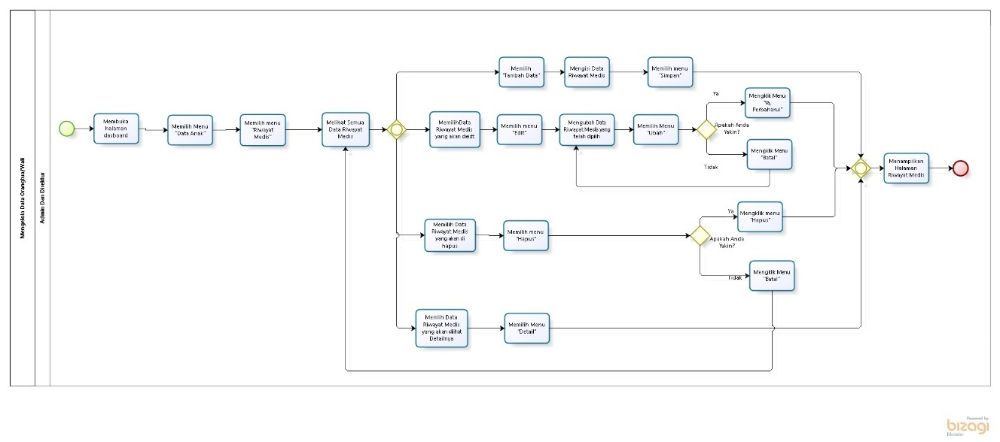 Mengelola Data Orangtua/Wali
Admin Dan Direktur
Membuka
halaman
dasboard
Memilih Menu
"Data Anak"
Memilih menu
"Riwayat
Medis"
Melihat Semua
Data Riwayat
Medis
Memilih
"Tambah Data"
Mengisi Data
Riwayat Medis
Memilih menu
"Simpan"
MemilihData
Riwayat Medis
yang akan dieidt
Memilih menu
"Edit"
Mengubah Data
Riwayat Medis yang
telah dipilih
Memilih Menu
"Ubah"
Apakah Anda
Yakin?
Ya
Mengklik Menu
"Ya,
Perbaharui"
Tidak
Mengklik Menu
"Batal"
Memilih Data
Riwayat Medis
yang akan di
hapus
Memilih menu
"Hapus"
Apakah Anda
Yakin?
Ya
Mengklik menu
"Hapus"
Tidak
Mengklik Menu
"Batal"
Memilih Data
Riwayat Medis
yang akan dilihat
Detailnya
Memilih Menu
"Detail"
Menampilkan
Halaman
Riwayat Medis
Powered by
bizagi
Modeler